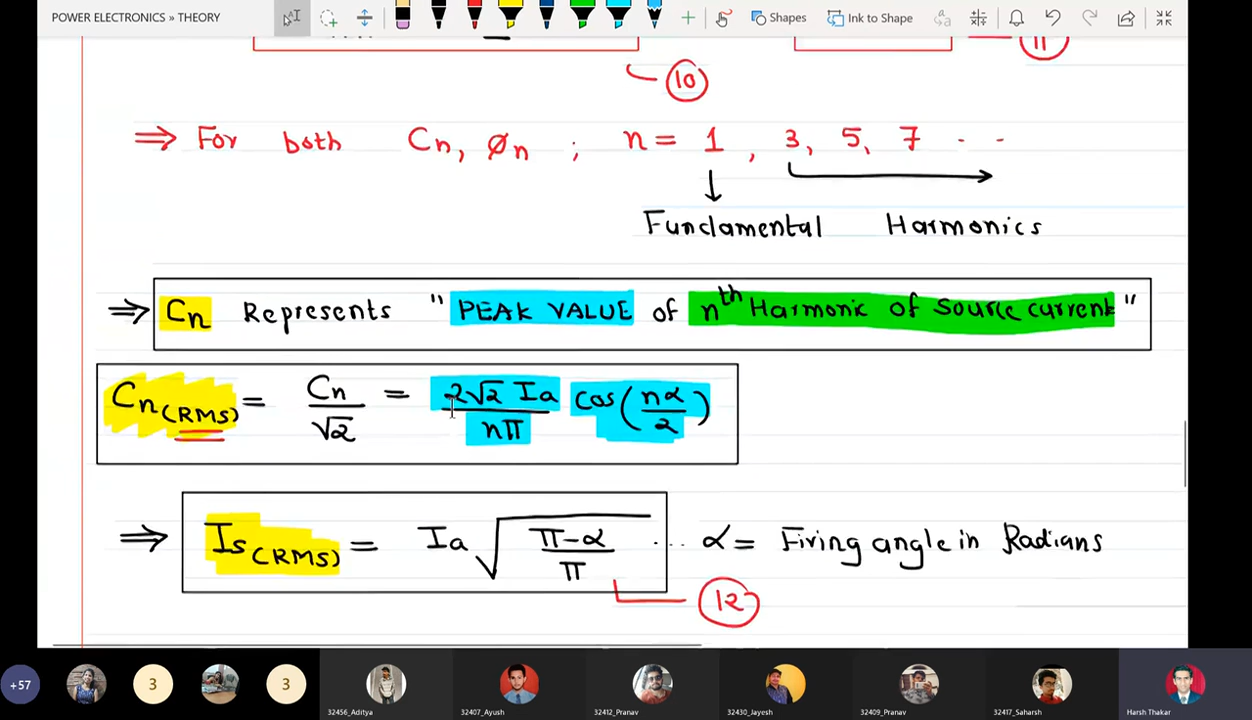 POWER ELECTRONICS » THEORY
Shapes
Ink to Shape
10
11
⇒ For both Cn, Øn ; n = 1, 3, 5, 7 - -
Fundamental Harmonics
⇒ Cn Represents "PEAK VALUE of nth Harmonic of Source current"
Cn(RMS) = Cn/√2 = 2√2 Ia/nπ cos(nα/2)
⇒ Is(RMS) = Ia √(π-α/π) ... α = Firing angle in Radians
12
+57
3
3
32456_Aditya
32407_Ayush
32412_Pranav
32430_Jayesh
32409_Pranav
32417_Saharsh
Harsh Thakar